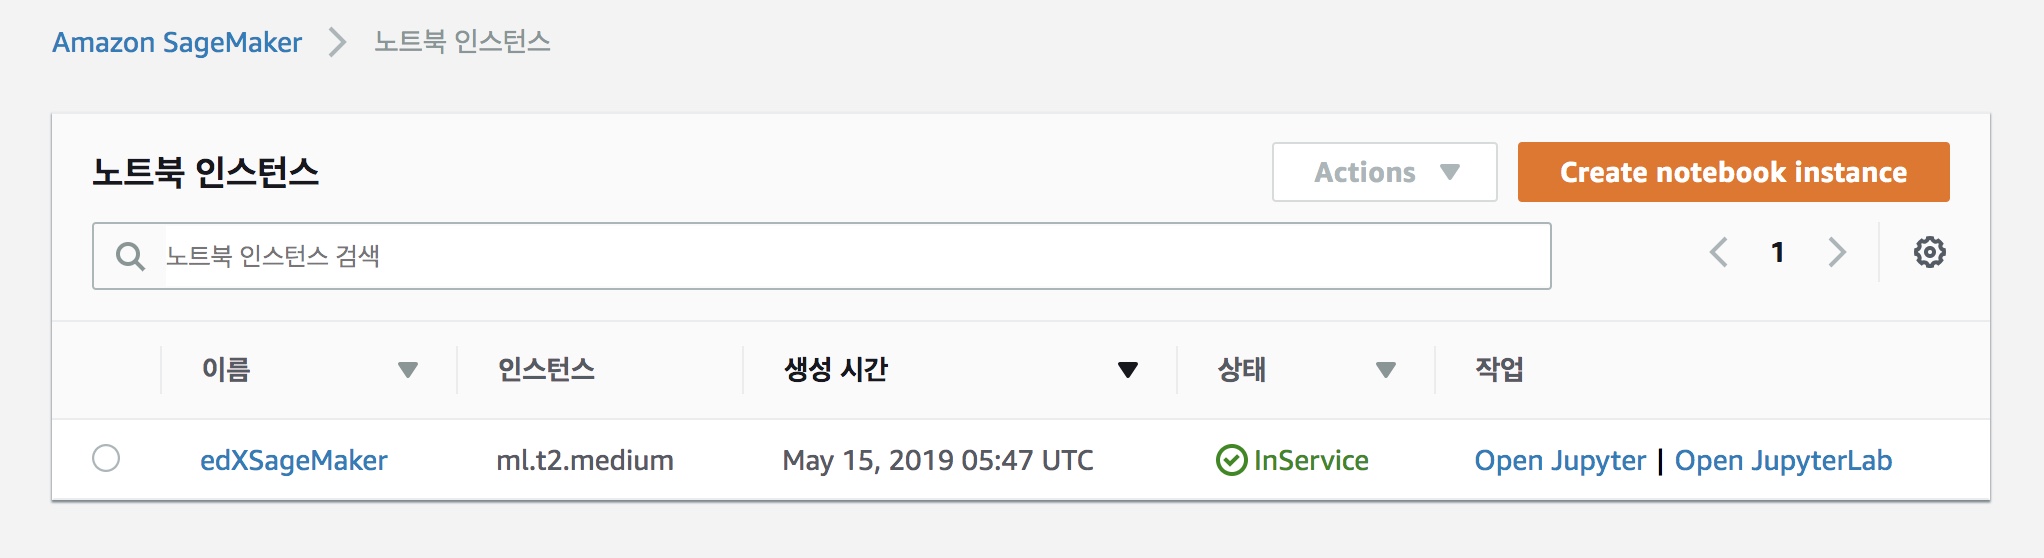 Amazon SageMaker > 노트북 인스턴스
노트북 인스턴스 Actions Create notebook instance
노트북 인스턴스 검색 1
이름 인스턴스 생성 시간 상태 작업
edXSageMaker ml.t2.medium May 15, 2019 05:47 UTC InService Open Jupyter | Open JupyterLab